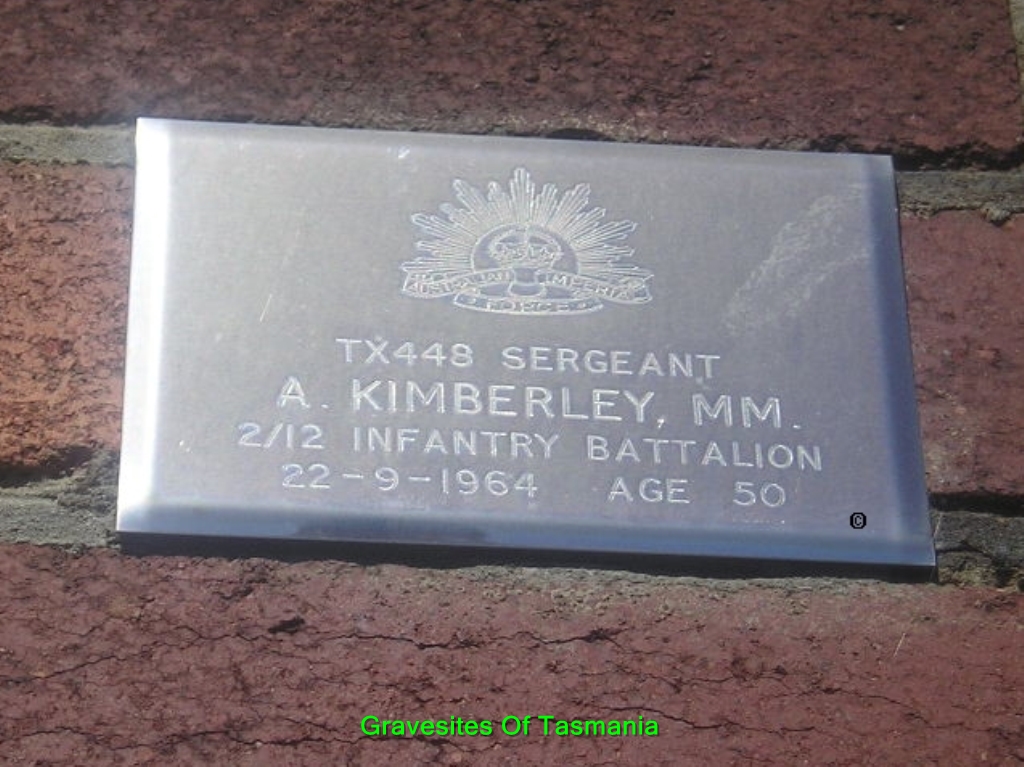 AUSTRALIAN IMPERIAL
FORCES
TX448 SERGEANT
A. KIMBERLEY, MM.
2/12 INFANTRY BATTALION
22-9-1964 AGE 50
©
Gravesites Of Tasmania